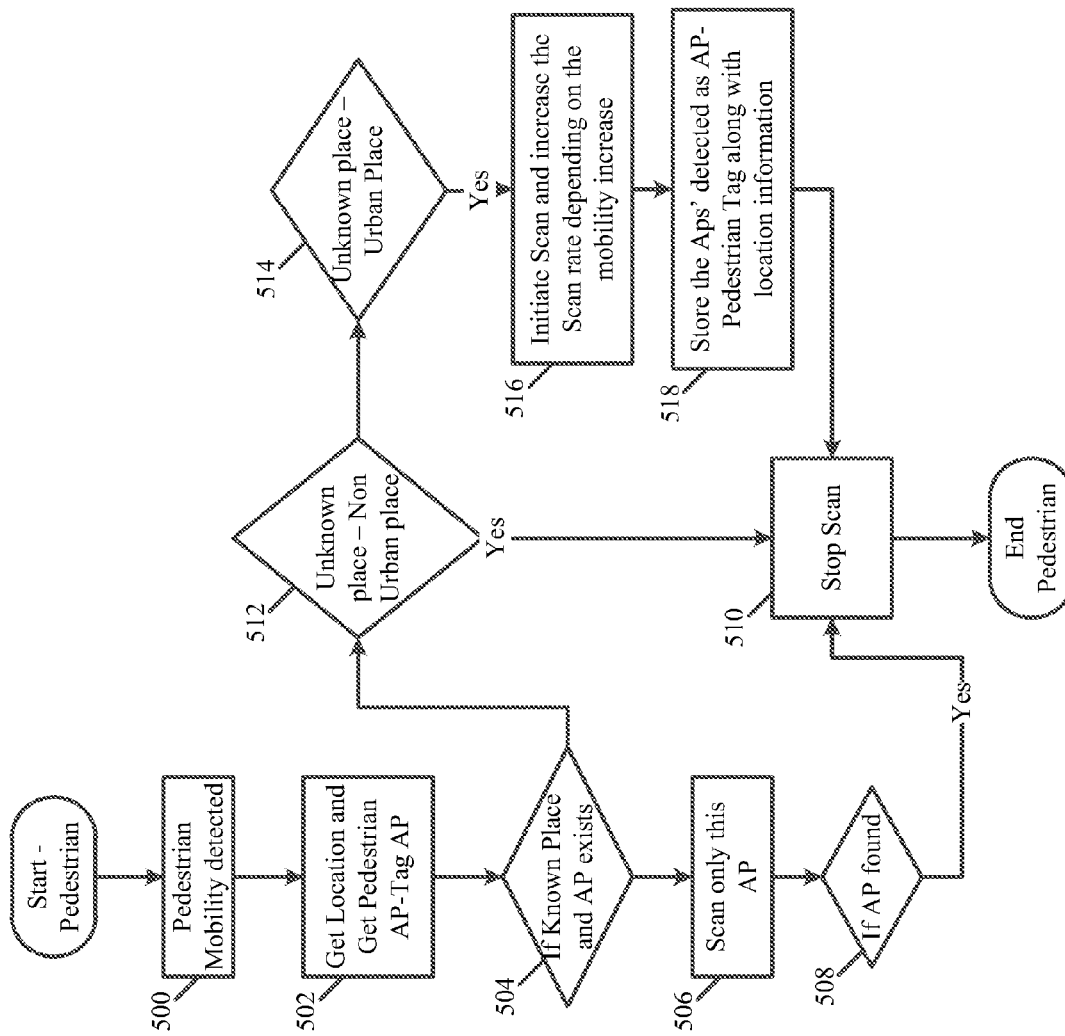 Start -
Pedestrian
Pedestrian
Mobility detected
500
Get Location and
Get Pedestrian
AP-Tag AP
502
If Known Place
and AP exists
504
Scan only this
AP
506
If AP found
508
Yes
Unknown
place – Non
Urban place
512
Yes
Stop Scan
510
End
Pedestrian
Unknown place –
Urban Place
514
Yes
Initiate Scan and increase the
Scan rate depending on the
mobility increase
516
Store the Aps' detected as AP-
Pedestrian Tag along with
location information
518